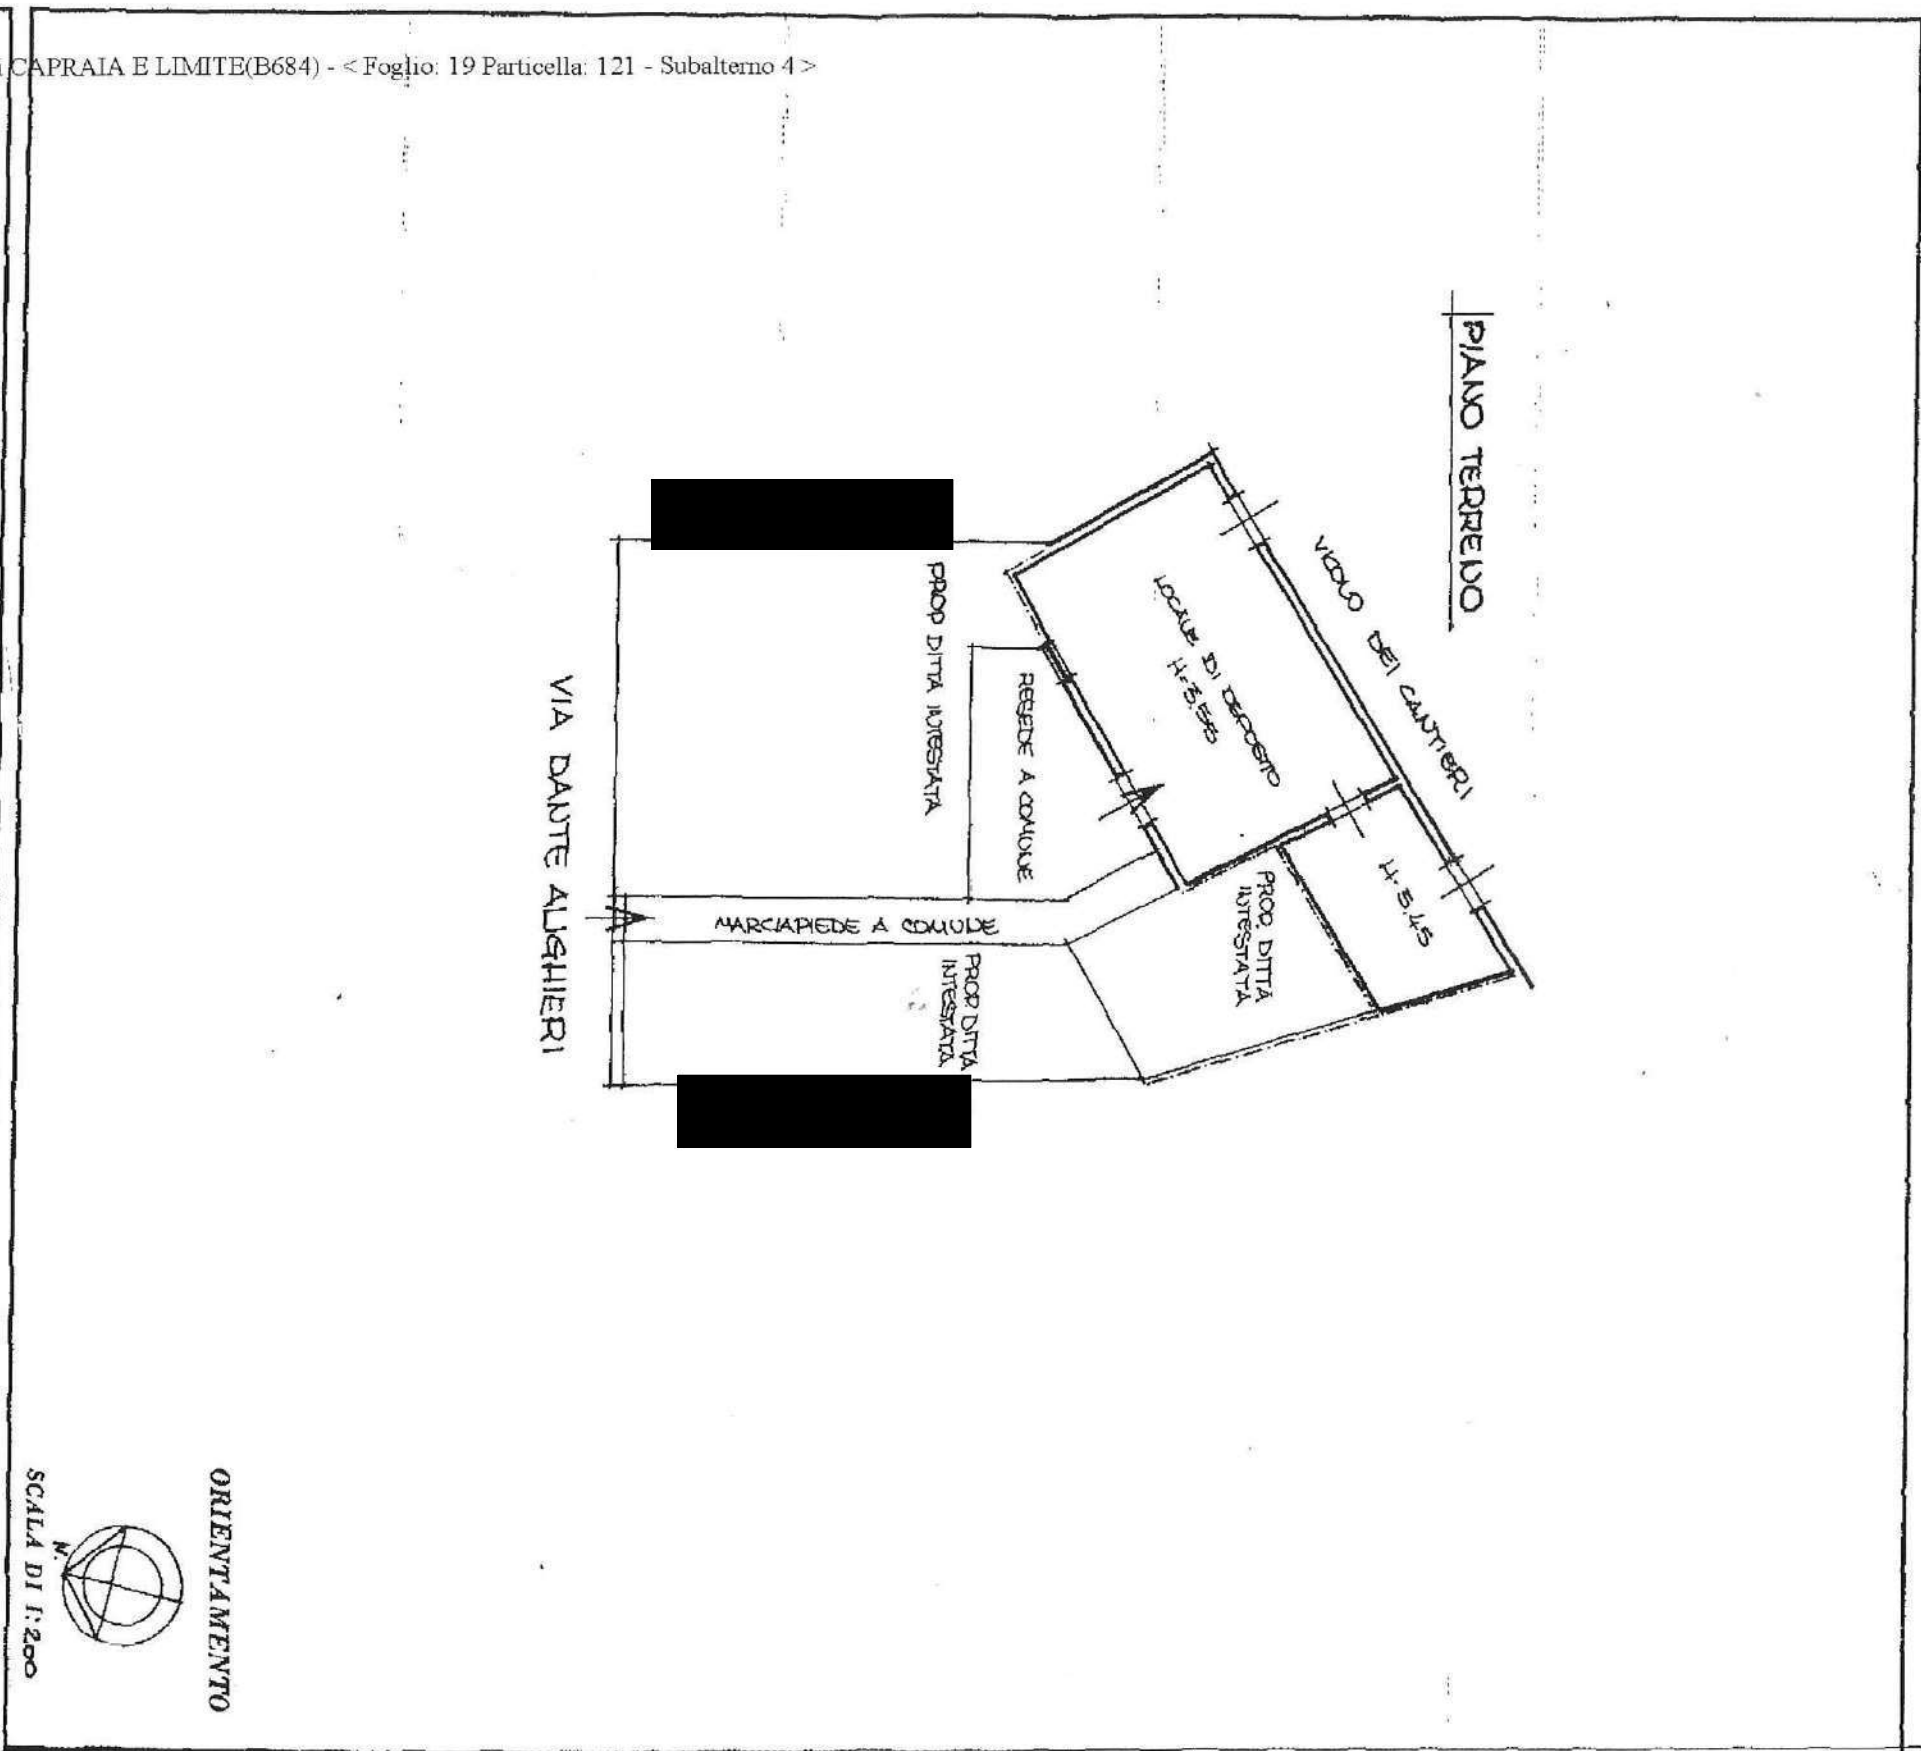 CAPRAIA E LIMITE(B684) - < Foglio: 19 Particella: 121 - Subalterno 4 >
PIANO TERRENO
VICOLO DEI CANTIERI
LOCALE DI DEPOSITO
H=3,55
H=3,45
PROP. DITTA
INTESTATA
RESEDE A COMUNE
PROP DITTA INTESTATA
MARCIAPIEDE A COMUNE
PROP DITTA
INTESTATA
VIA DANTE ALIGHIERI
ORIENTAMENTO
N.
SCALA DI 1:200